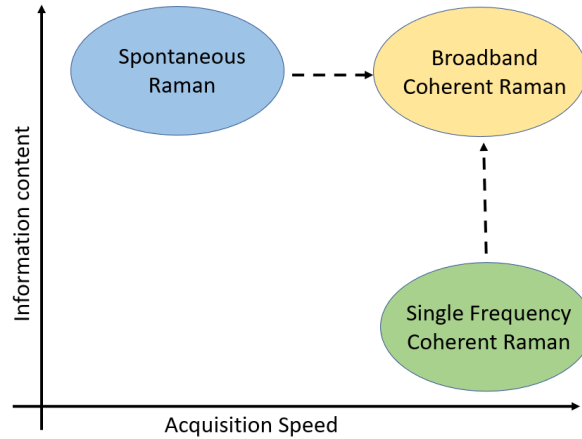 Spontaneous
Raman
Broadband
Coherent Raman
Information content
Single Frequency
Coherent Raman
Acquisition Speed